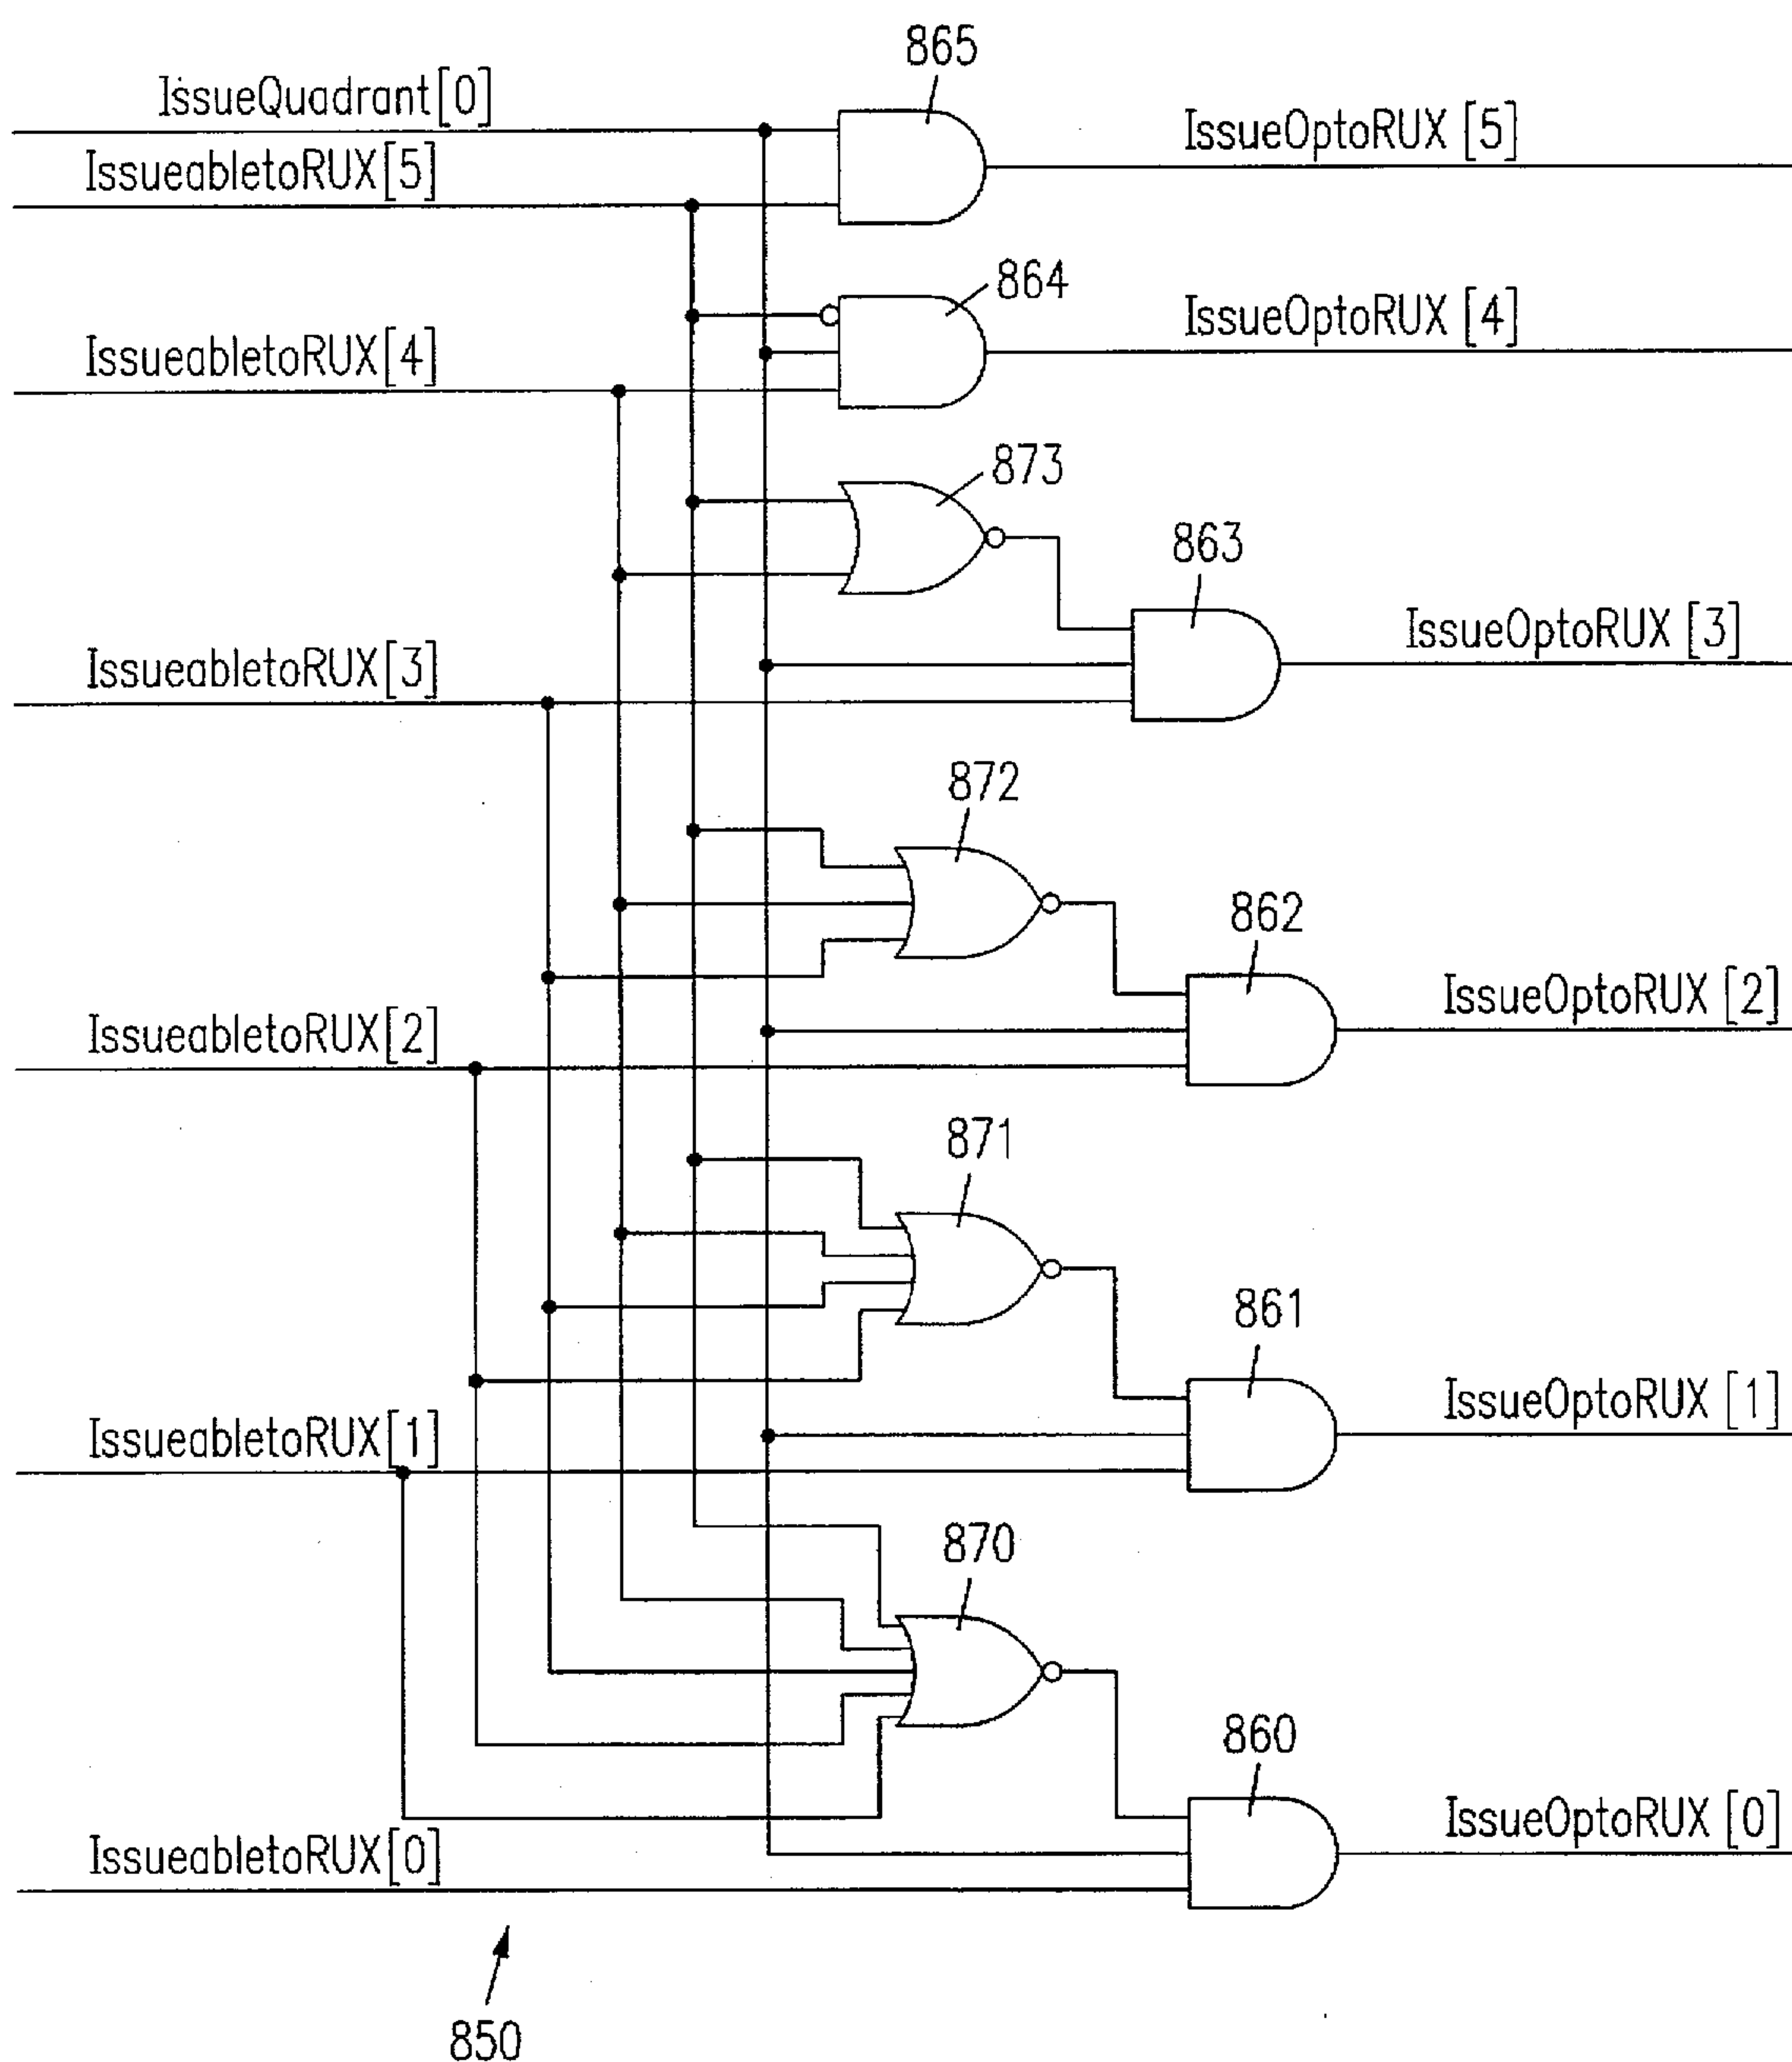 865
IssueQuadrant[0]
IssueOptoRUX [5]
IssueabletoRUX[5]
864
IssueOptoRUX [4]
IssueabletoRUX[4]
873
863
IssueOptoRUX [3]
IssueabletoRUX[3]
872
862
IssueOptoRUX [2]
IssueabletoRUX[2]
871
861
IssueOptoRUX [1]
IssueabletoRUX[1]
870
860
IssueOptoRUX [0]
IssueabletoRUX[0]
850